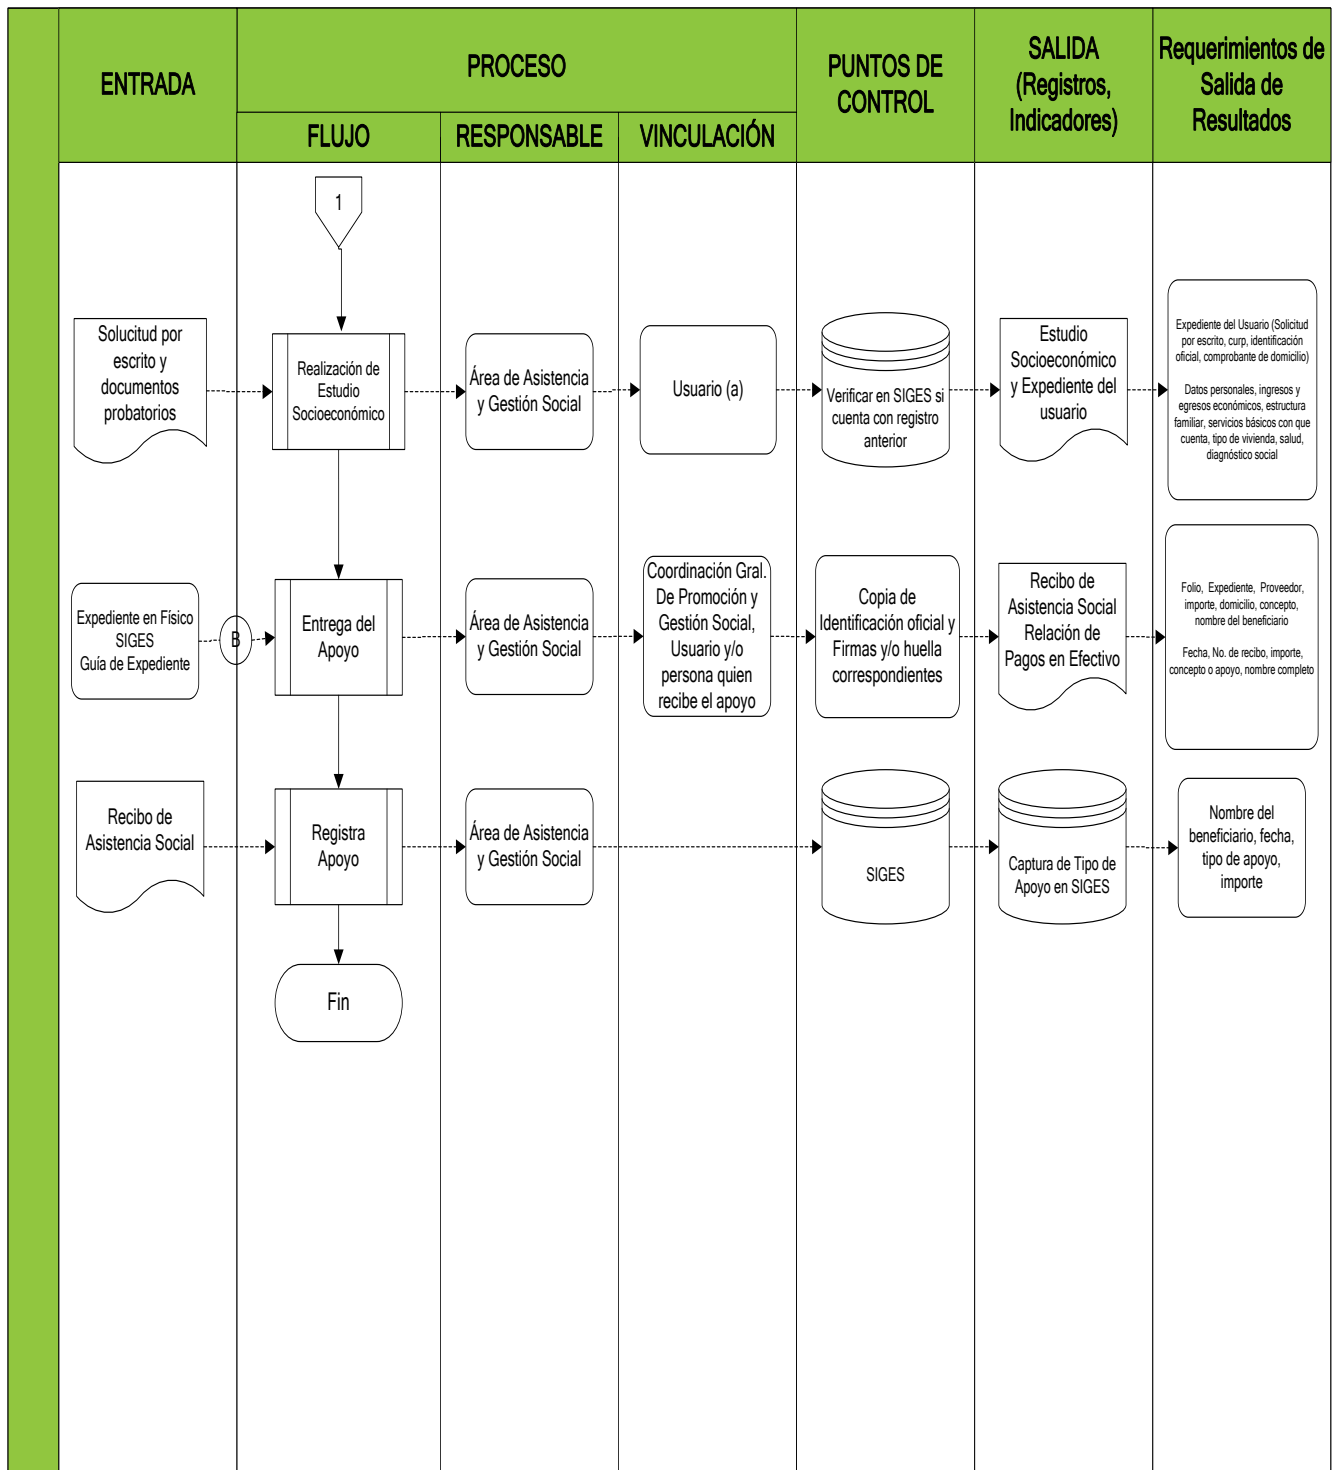 ENTRADA
PROCESO
FLUJO
RESPONSABLE
VINCULACIÓN
PUNTOS DE
CONTROL
SALIDA
(Registros,
Indicadores)
Requerimientos de
Salida de
Resultados
1
Solucitud por
escrito y
documentos
probatorios
Realización de
Estudio
Socioeconómico
Área de Asistencia
y Gestión Social
Usuario (a)
Verificar en SIGES si
cuenta con registro
anterior
Estudio
Socioeconómico
y Expediente del
usuario
Expediente del Usuario (Solicitud
por escrito, curp, identificación
oficial, comprobante de domicilio)
Datos personales, ingresos y
egresos económicos, estructura
familiar, servicios básicos con que
cuenta, tipo de vivienda, salud,
diagnóstico social
Expediente en Físico
SIGES
Guía de Expediente
B
Entrega del
Apoyo
Área de Asistencia
y Gestión Social
Coordinación Gral.
De Promoción y
Gestión Social,
Usuario y/o
persona quien
recibe el apoyo
Copia de
Identificación oficial y
Firmas y/o huella
correspondientes
Recibo de
Asistencia Social
Relación de
Pagos en Efectivo
Folio, Expediente, Proveedor,
importe, domicilio, concepto,
nombre del beneficiario
Fecha, No. de recibo, importe,
concepto o apoyo, nombre completo
Recibo de
Asistencia Social
Registra
Apoyo
Área de Asistencia
y Gestión Social
SIGES
Captura de Tipo de
Apoyo en SIGES
Nombre del
beneficiario, fecha,
tipo de apoyo,
importe
Fin